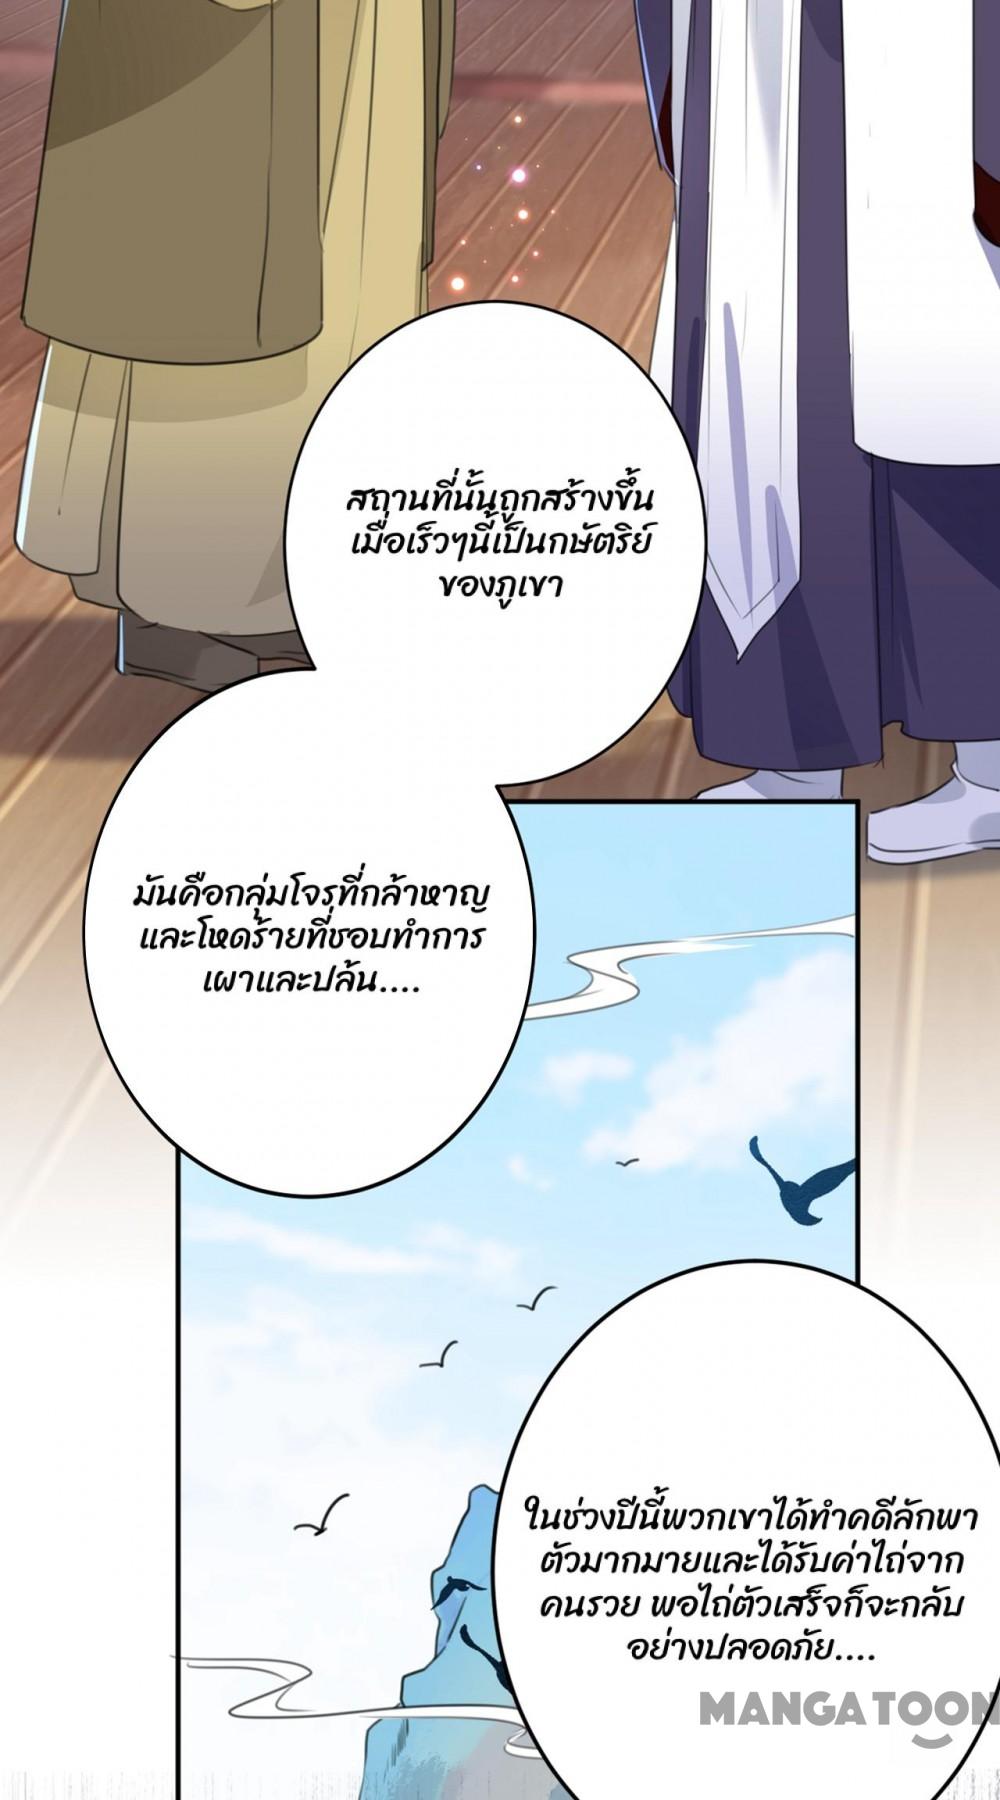 สถานที่นั้นถูกสร้างขึ้น
เมื่อเร็วๆนี้เป็นกษัตริย์
ของภูเขา
มันคือกลุ่มโจรที่กล้าหาญ
และโหดร้ายที่ชอบทำการ
เผาและปล้น....
ในช่วงปีนี้พวกเขาได้ทำคดีลักพา
ตัวมากมายและได้รับค่าไถ่จาก
คนรวย พอไถ่ตัวเสร็จก็จะกลับ
อย่างปลอดภัย....
MANGATOON